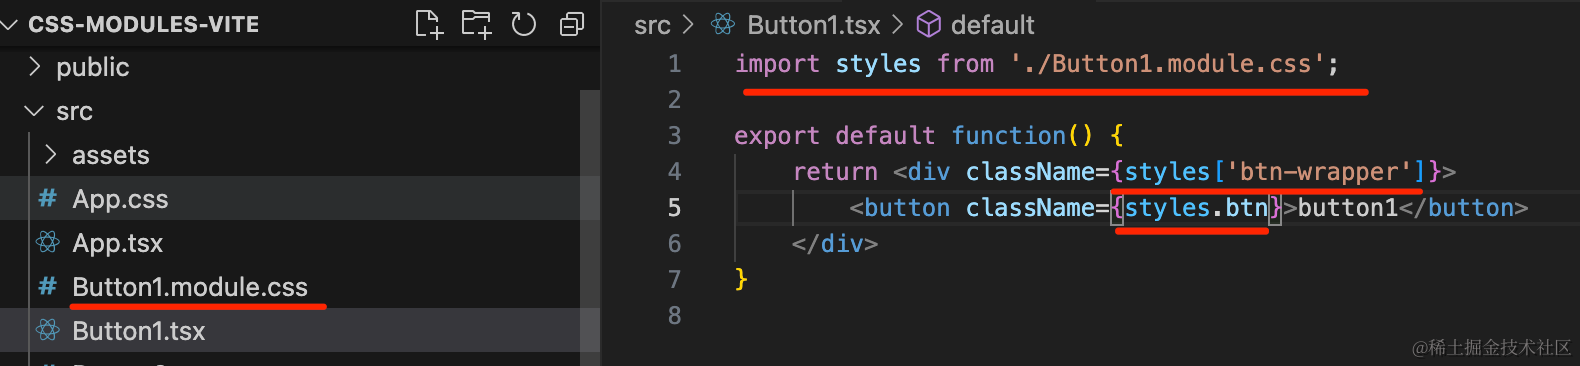 CSS-MODULES-VITE
public
src
assets
App.css
App.tsx
Button1.module.css
Button1.tsx
src > Button1.tsx > default
1 import styles from './Button1.module.css';
2
3 export default function() {
4     return <div className={styles['btn-wrapper']}>
5         <button className={styles.btn}>button1</button>
6     </div>
7 }
8
@稀土掘金技术社区